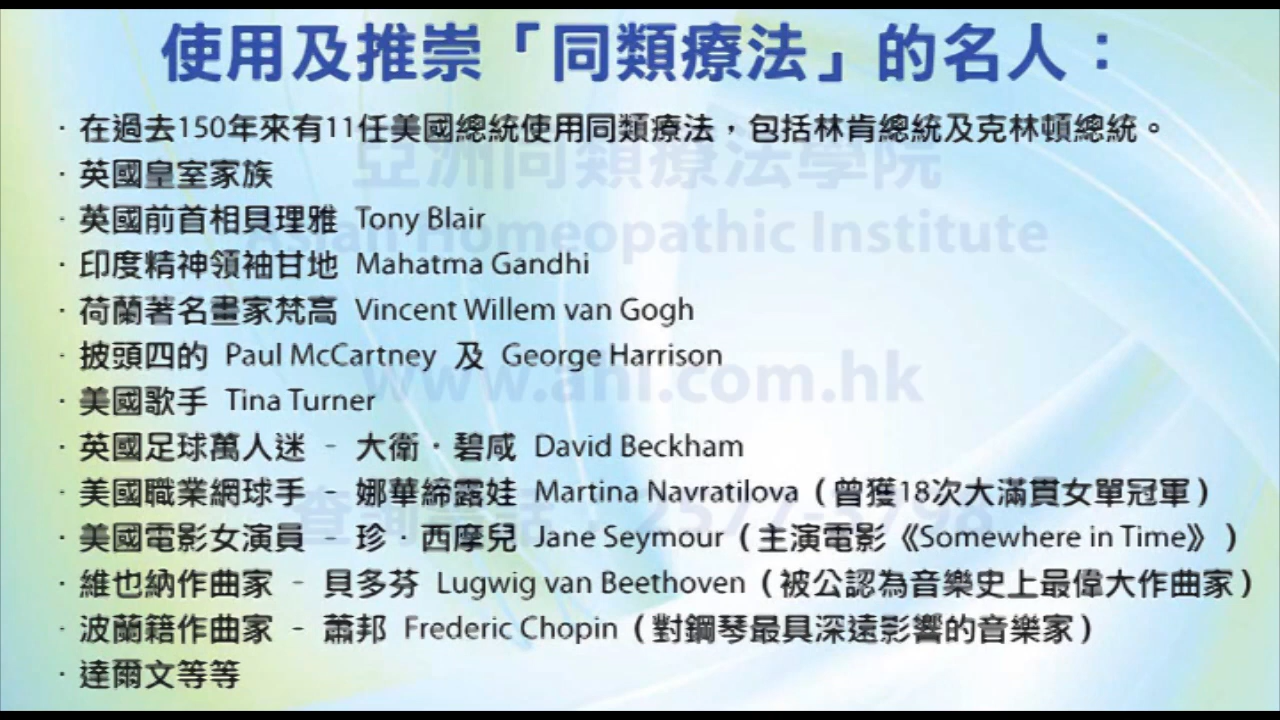 使用及推崇「同類療法」的名人：
· 在過去150年來有11任美國總統使用同類療法，包括林肯總統及克林頓總統。
亞洲同類療法學院
· 英國皇室家族
· 英國前首相貝理雅 Tony Blair
Asian Homeopathic Institute
· 印度精神領袖甘地 Mahatma Gandhi
· 荷蘭著名畫家梵高 Vincent Willem van Gogh
· 披頭四的 Paul McCartney 及 George Harrison
www.ahi.com.hk
· 美國歌手 Tina Turner
· 英國足球萬人迷 - 大衛·碧咸 David Beckham
· 美國職業網球手 - 娜華締露娃 Martina Navratilova（曾獲18次大滿貫女單冠軍）
· 美國電影女演員 - 珍·西摩兒 Jane Seymour（主演電影《Somewhere in Time》）
· 維也納作曲家 - 貝多芬 Lugwig van Beethoven（被公認為音樂史上最偉大作曲家）
· 波蘭籍作曲家 - 蕭邦 Frederic Chopin（對鋼琴最具深遠影響的音樂家）
· 達爾文等等